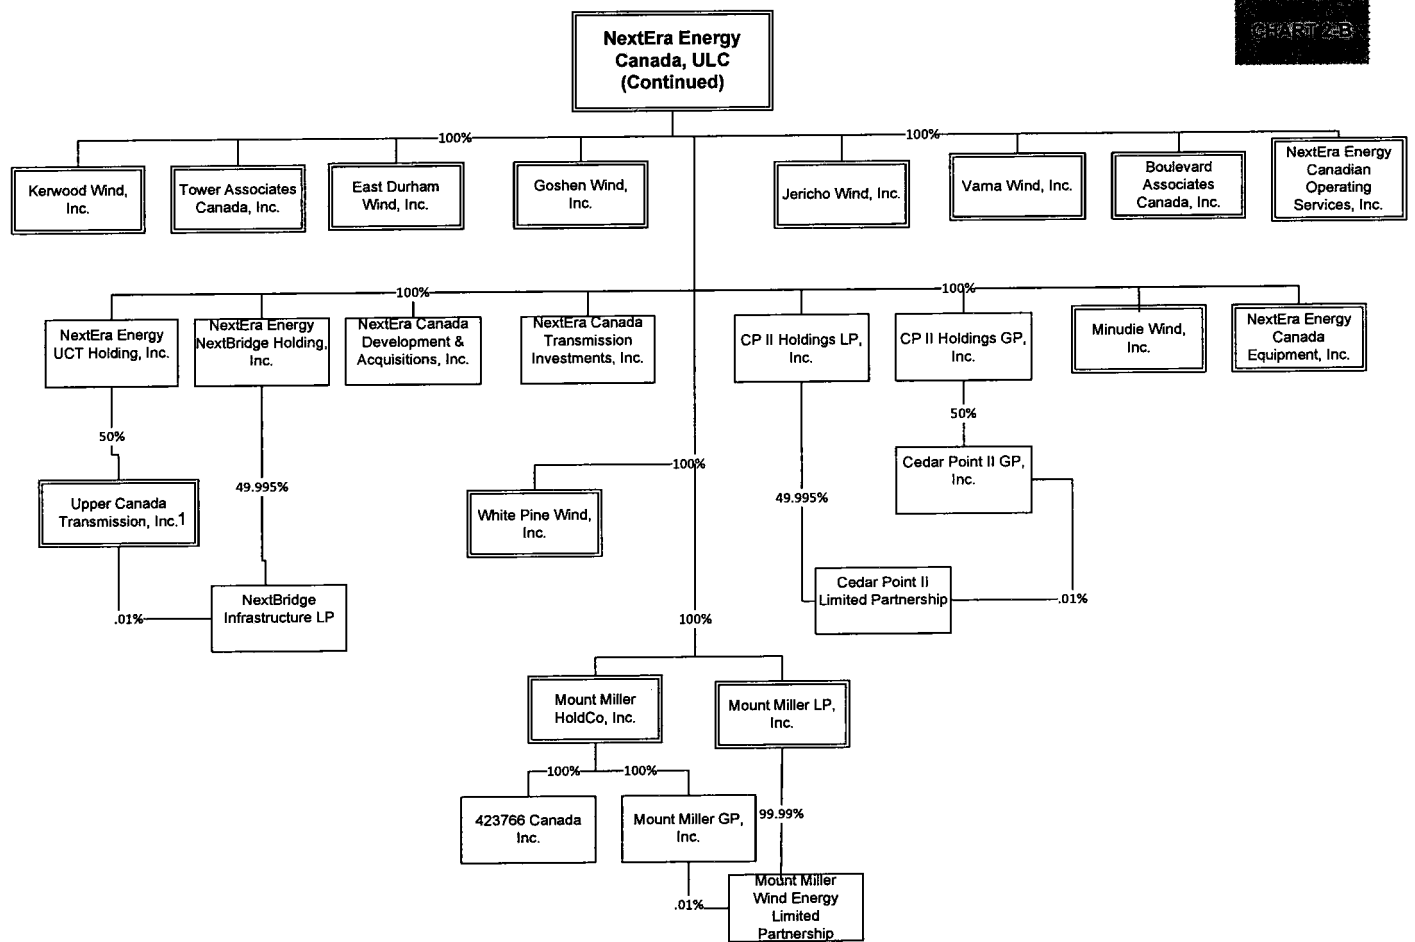 CHART 2-B
NextEra Energy
Canada, ULC
(Continued)
100%
100%
Kerwood Wind,
Inc.
Tower Associates
Canada, Inc.
East Durham
Wind, Inc.
Goshen Wind,
Inc.
Jericho Wind, Inc.
Varna Wind, Inc.
Boulevard
Associates
Canada, Inc.
NextEra Energy
Canadian
Operating
Services, Inc.
100%
100%
NextEra Energy
UCT Holding, Inc.
NextEra Energy
NextBridge Holding,
Inc.
NextEra Canada
Development &
Acquisitions, Inc.
NextEra Canada
Transmission
Investments, Inc.
CP II Holdings LP,
Inc.
CP II Holdings GP,
Inc.
Minudie Wind,
Inc.
NextEra Energy
Canada
Equipment, Inc.
50%
49.995%
100%
49.995%
50%
Upper Canada
Transmission, Inc.1
White Pine Wind,
Inc.
Cedar Point II GP,
Inc.
.01%
NextBridge
Infrastructure LP
Cedar Point II
Limited Partnership
.01%
100%
Mount Miller
HoldCo, Inc.
Mount Miller LP,
Inc.
100%
100%
423766 Canada
Inc.
Mount Miller GP,
Inc.
99.99%
.01%
Mount Miller
Wind Energy
Limited
Partnership